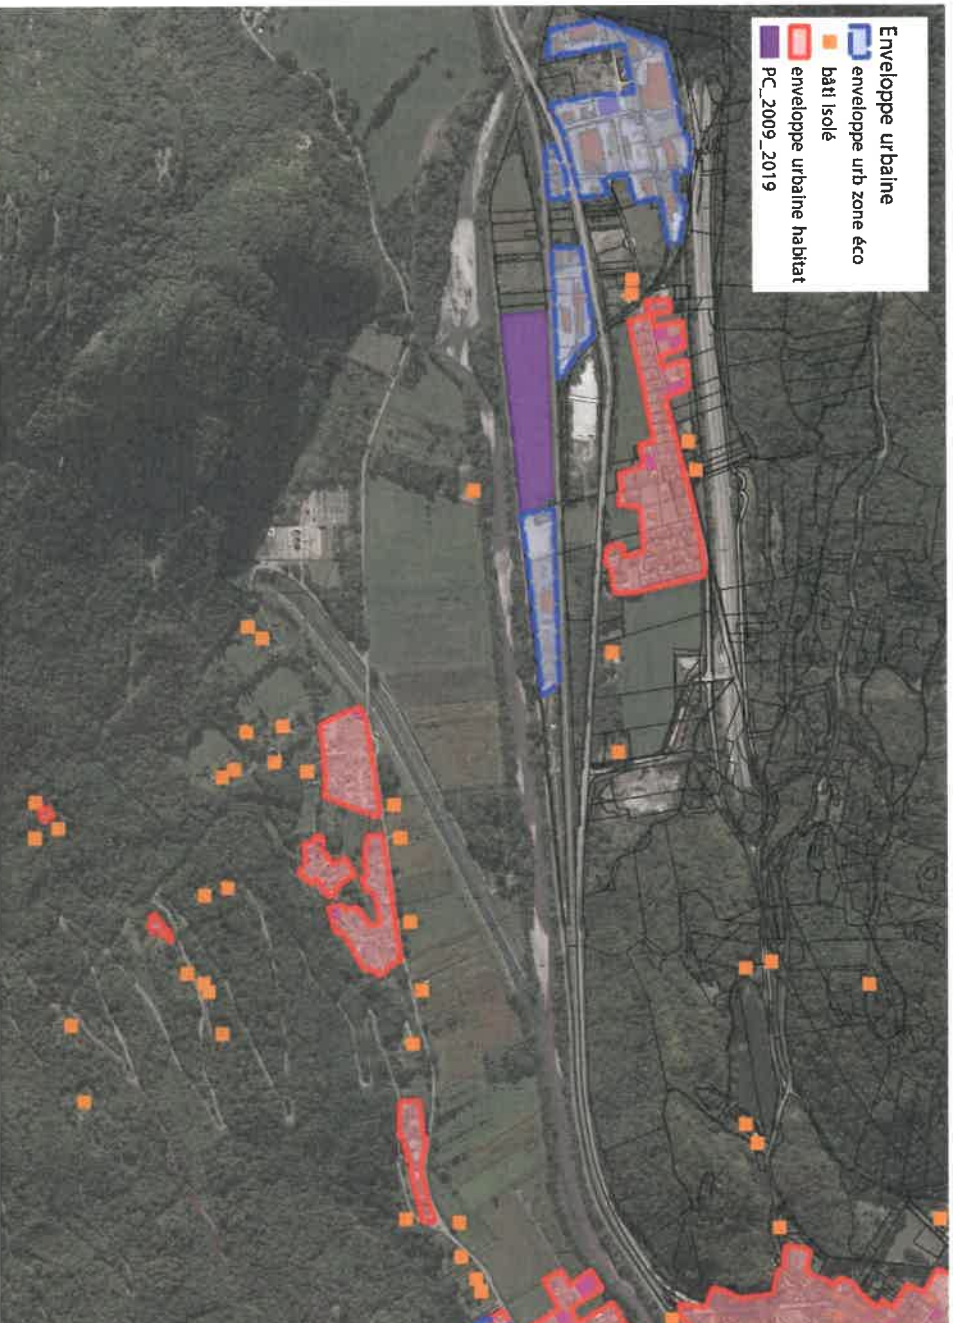 Enveloppe urbaine
enveloppe urb zone éco
bâti isolé
enveloppe urbaine habitat
PC_2009_2019